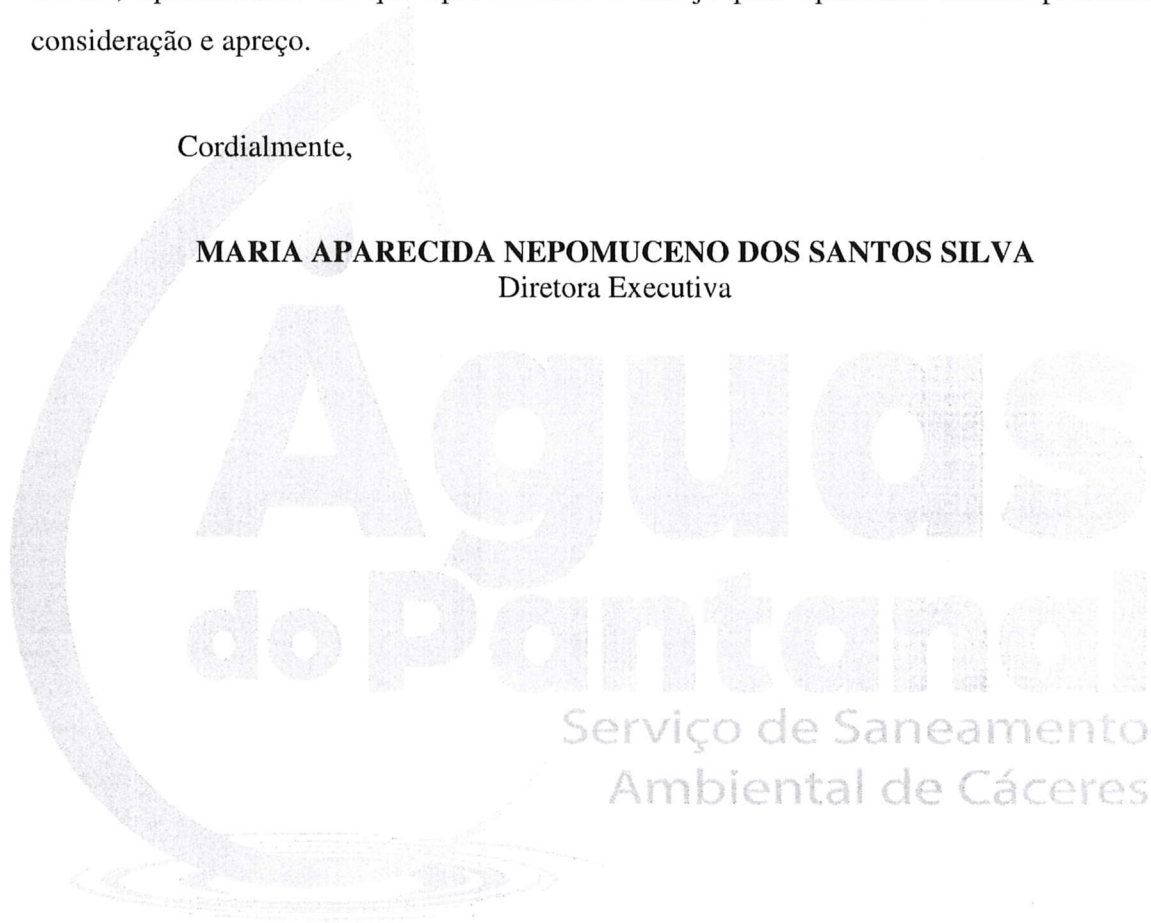 consideração e apreço.
Cordialmente,
MARIA APARECIDA NEPOMUCENO DOS SANTOS SILVA
Diretora Executiva
Águas
do Pantanal
Serviço de Saneamento
Ambiental de Cáceres